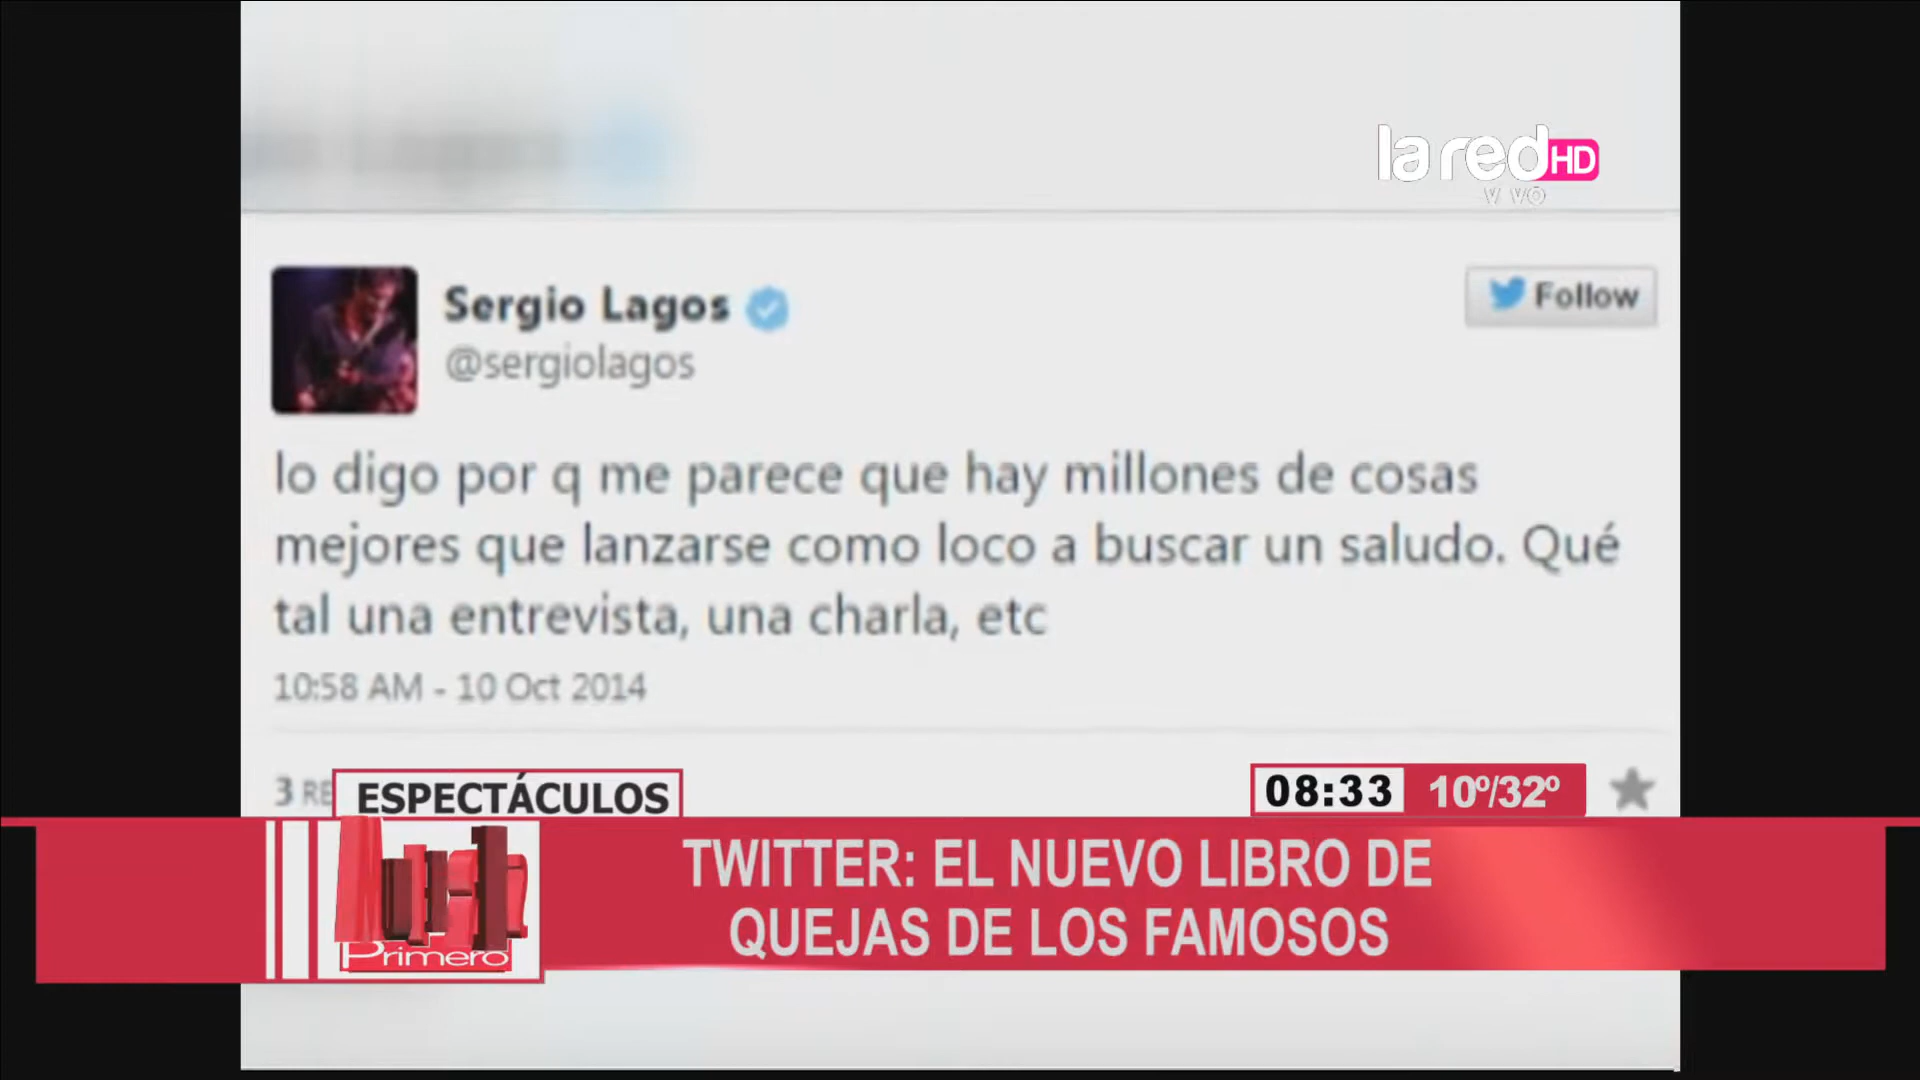 la red HD
V VO
Sergio Lagos
@sergiolagos
Follow
lo digo por q me parece que hay millones de cosas
mejores que lanzarse como loco a buscar un saludo. Qué
tal una entrevista, una charla, etc
10:58 AM - 10 Oct 2014
3 RE
ESPECTÁCULOS
08:33 10º/32º
TWITTER: EL NUEVO LIBRO DE
QUEJAS DE LOS FAMOSOS
Primero